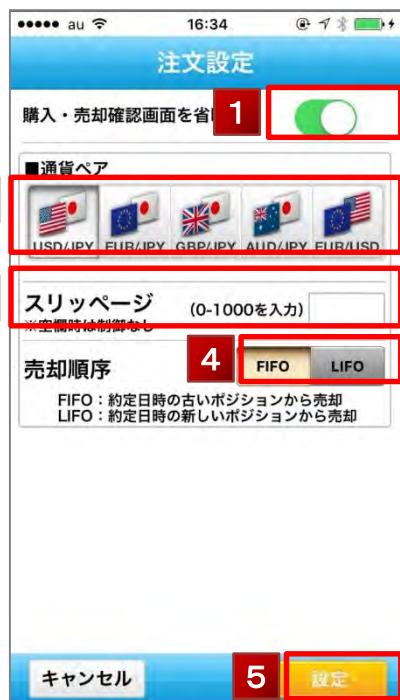 au 16:34
注文設定
購入・売却確認画面を省 1
■通貨ペア
USD/JPY EUR/JPY GBP/JPY AUD/JPY EUR/USD
スリッページ (0-1000を入力)
※空欄時は制御なし
売却順序 4 FIFO LIFO
FIFO：約定日時の古いポジションから売却
LIFO：約定日時の新しいポジションから売却
キャンセル 5 設定